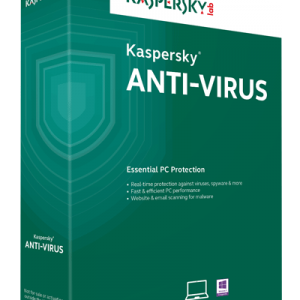 KASPERSKY lab
Kaspersky®
ANTI-VIRUS
Essential PC Protection
• Real-time protection against viruses, spyware & more
• Fast & efficient PC performance
• Website & email scanning for malware
Kaspersky®
ANTI-VIRUS